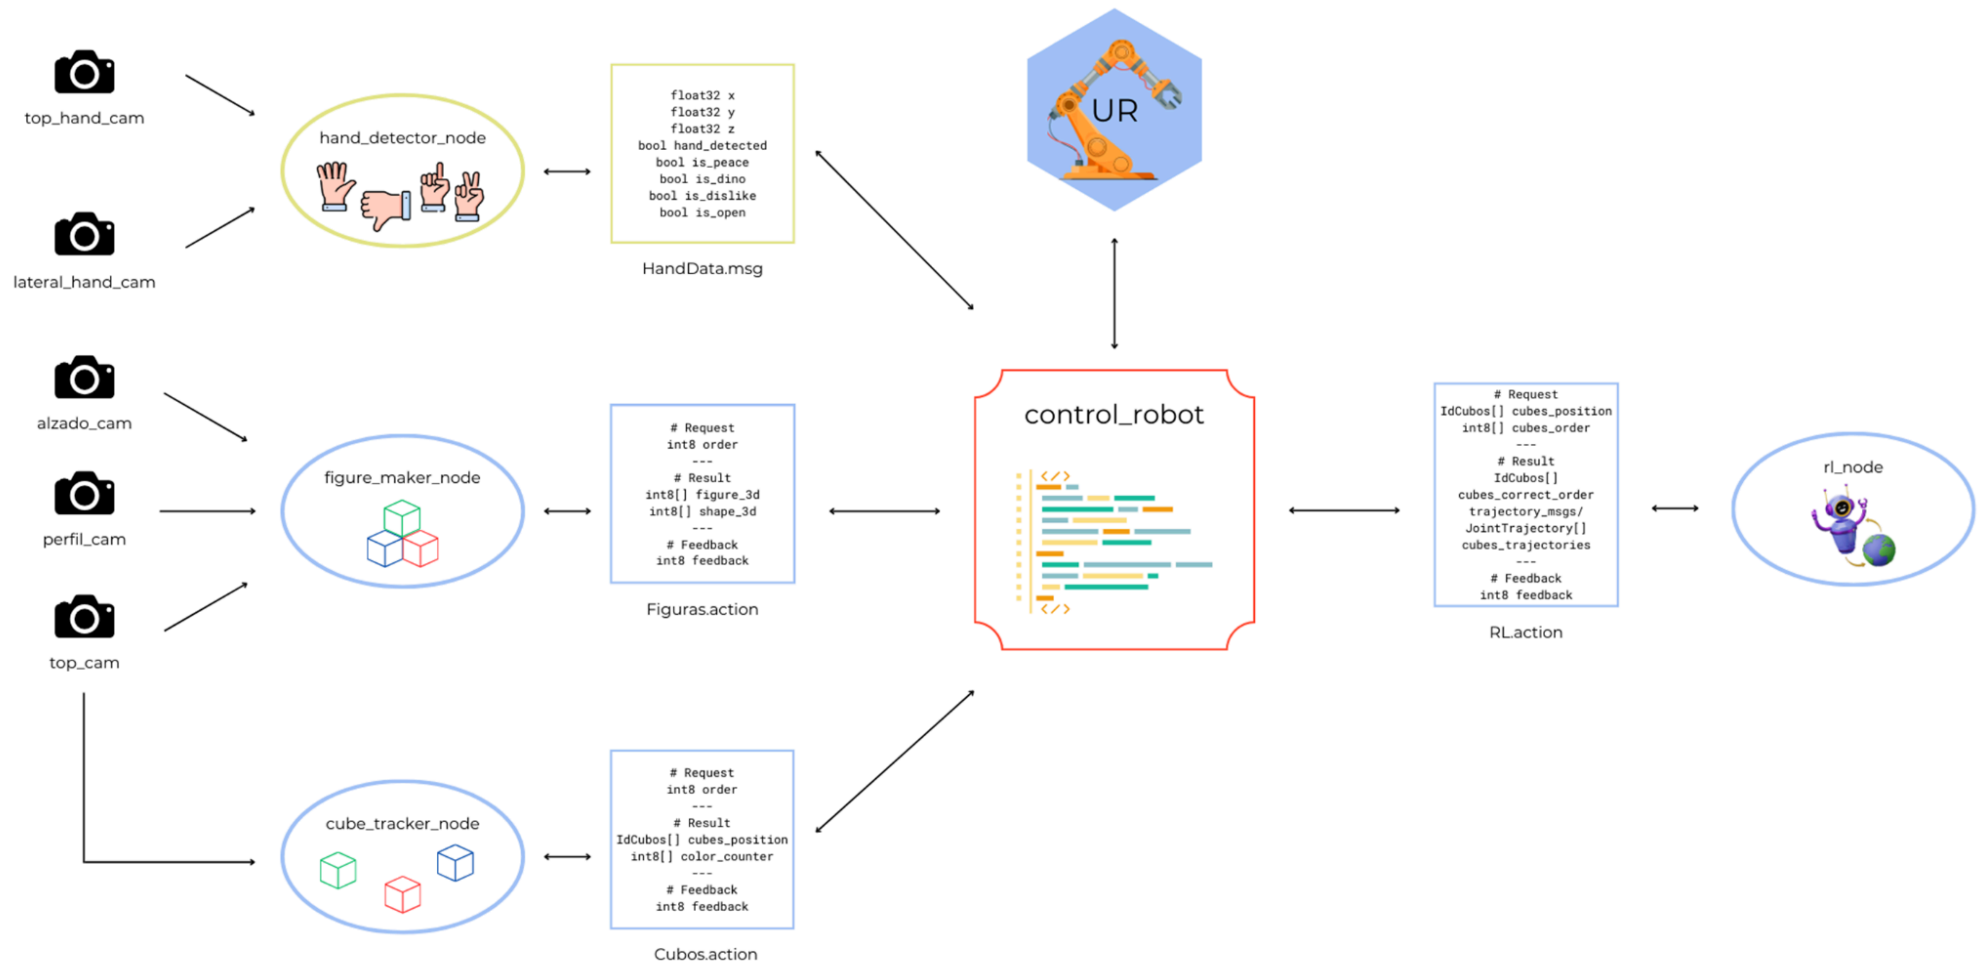 top_hand_cam
lateral_hand_cam
hand_detector_node
float32 x
float32 y
float32 z
bool hand_detected
bool is_peace
bool is_dino
bool is_dislike
bool is_open
HandData.msg
UR
alzado_cam
perfil_cam
top_cam
figure_maker_node
# Request
int8 order
---
# Result
int8[] figure_3d
int8[] shape_3d
---
# Feedback
int8 feedback
Figuras.action
control_robot
</>
</>
# Request
IdCubos[] cubes_position
int8[] cubes_order
---
# Result
IdCubos[]
cubes_correct_order
trajectory_msgs/
JointTrajectory[]
cubes_trajectories
---
# Feedback
int8 feedback
RL.action
rl_node
cube_tracker_node
# Request
int8 order
---
# Result
IdCubos[] cubes_position
int8[] color_counter
---
# Feedback
int8 feedback
Cubos.action